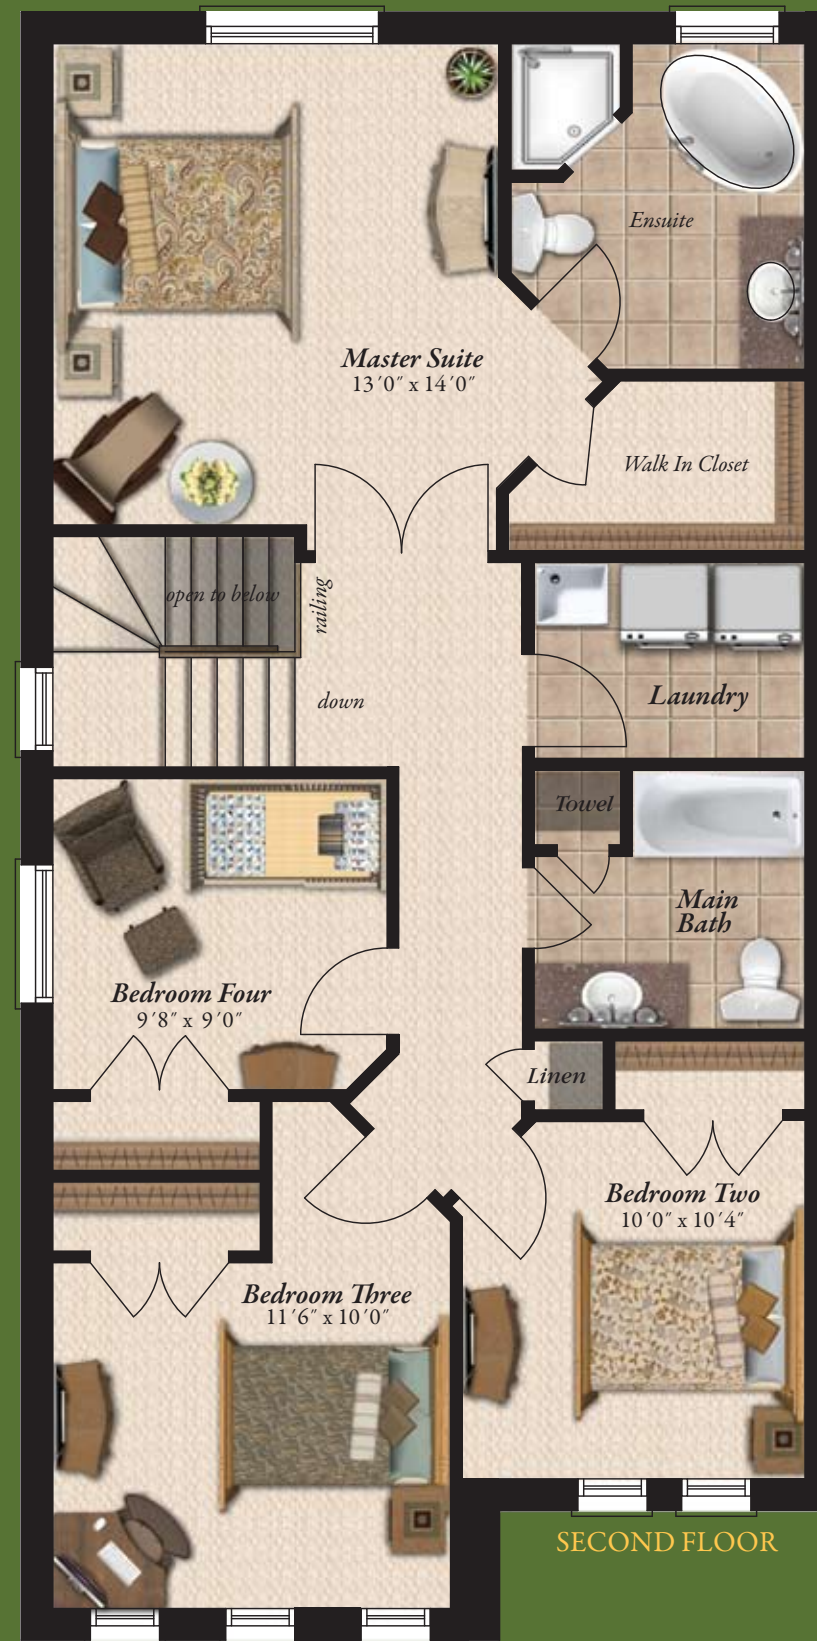 Ensuite
Master Suite
13′0″ x 14′0″
Walk In Closet
open to below
railing
down
Laundry
Towel
Main
Bath
Bedroom Four
9′8″ x 9′0″
Linen
Bedroom Two
10′0″ x 10′4″
Bedroom Three
11′6″ x 10′0″
SECOND FLOOR